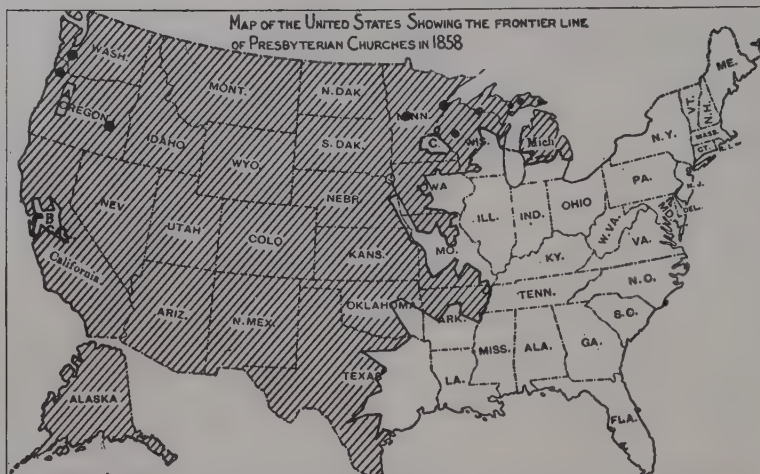 MAP OF THE UNITED STATES SHOWING THE FRONTIER LINE
OF PRESBYTERIAN CHURCHES IN 1858
WASH.
MONT.
N. DAK.
MINN.
ME.
VT.
N.H.
A
OREGON
IDAHO
WYO.
S. DAK.
C.
WIS.
Mich
N.Y.
MASS.
CT.
R.I.
B
NEV.
UTAH
COLO
NEBR.
IOWA
ILL.
IND.
OHIO
PA.
N.J.
DEL.
W. VA.
VA.
California.
KANS.
MO.
KY.
ARIZ.
N. MEX.
OKLAHOMA
ARK.
TENN.
N.C.
S.C.
MISS.
ALA.
GA.
TEXAS
LA.
ALASKA
FLA.